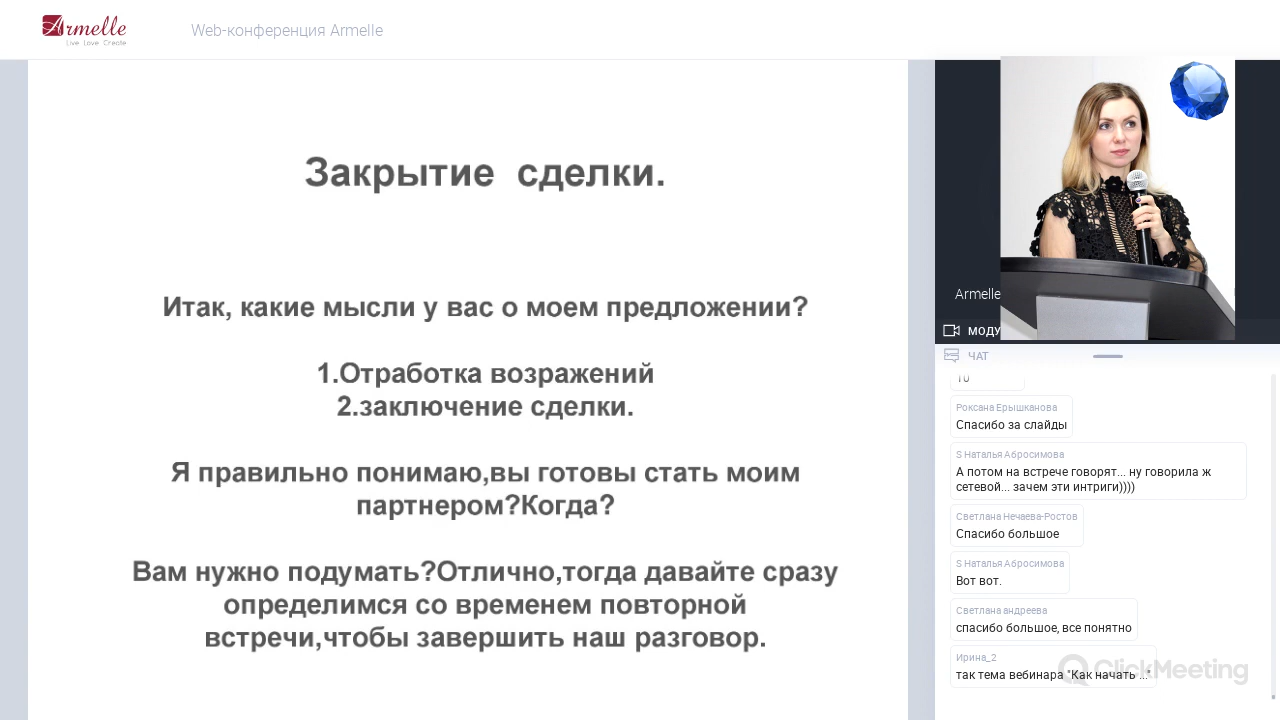 Armelle
Live Love Create
Web-конференция Armelle
Закрытие сделки.
Итак, какие мысли у вас о моем предложении?
1.Отработка возражений
2.заключение сделки.
Я правильно понимаю,вы готовы стать моим
партнером?Когда?
Вам нужно подумать?Отлично,тогда давайте сразу
определимся со временем повторной
встречи,чтобы завершить наш разговор.
Armelle
МОДУ
ЧАТ
Роксана Ерышканова
Спасибо за слайды
S Наталья Абросимова
А потом на встрече говорят... ну говорила ж
сетевой... зачем эти интриги))))
Светлана Нечаева-Ростов
Спасибо большое
S Наталья Абросимова
Вот вот.
Светлана андреева
спасибо большое, все понятно
Ирина_2
так тема вебинара "Как начать ..."
ClickMeeting